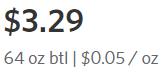 $3.29
64 oz btl | $0.05 / oz